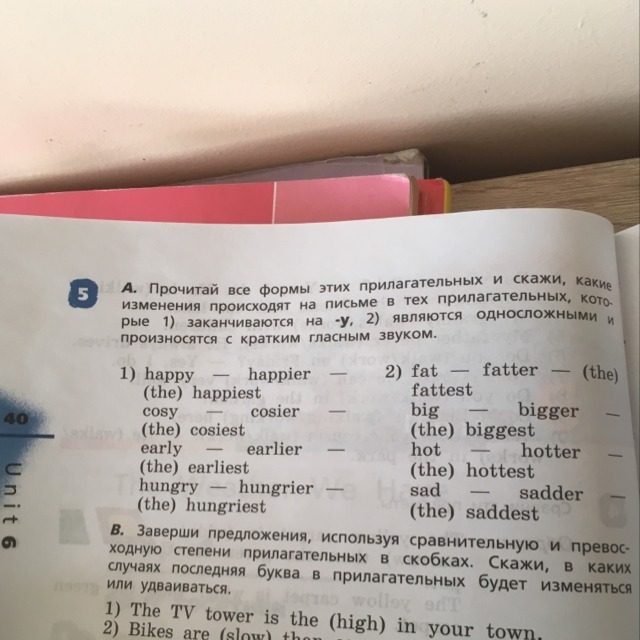 5
А. Прочитай все формы этих прилагательных и скажи, какие
изменения происходят на письме в тех прилагательных, кото-
рые 1) заканчиваются на -y, 2) являются односложными и
произносятся с кратким гласным звуком.
1) happy — happier —
(the) happiest
cosy — cosier —
(the) cosiest
early — earlier —
(the) earliest
hungry — hungrier —
(the) hungriest
2) fat — fatter — (the)
fattest
big — bigger —
(the) biggest
hot — hotter —
(the) hottest
sad — sadder —
(the) saddest
40
Unit 6
В. Заверши предложения, используя сравнительную и превос-
ходную степени прилагательных в скобках. Скажи, в каких
случаях последняя буква в прилагательных будет изменяться
или удваиваться.
1) The TV tower is the (high) in your town.
2) Bikes are (slow) than